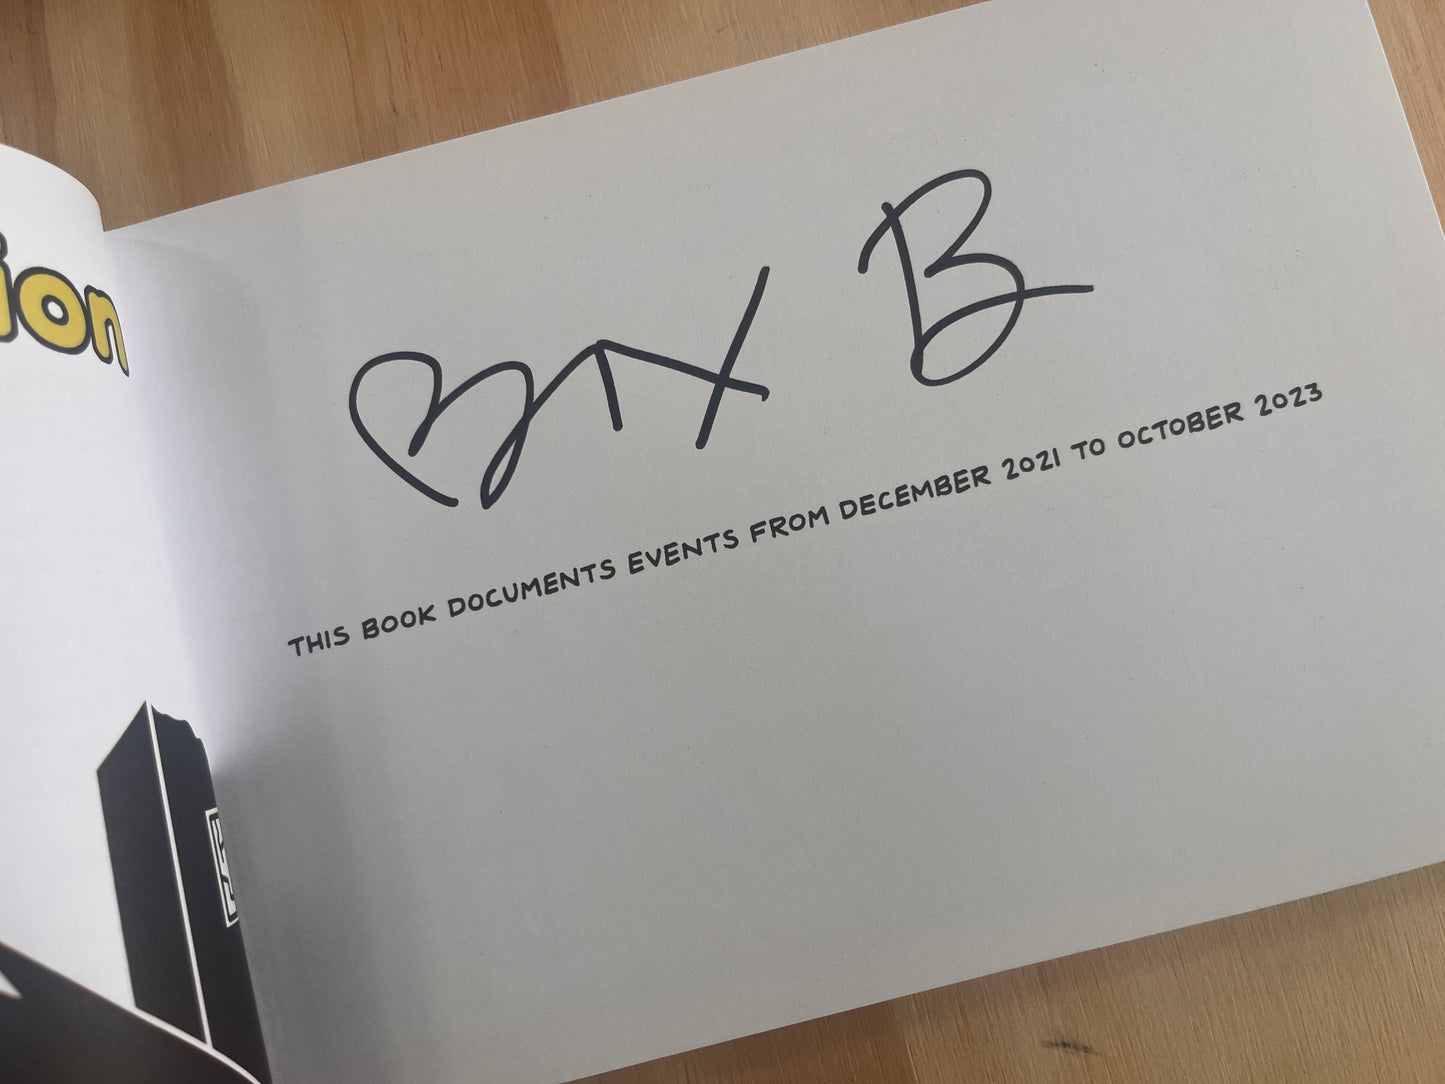 ion
B
THIS BOOK DOCUMENTS EVENTS FROM DECEMBER 2021 TO OCTOBER 2023